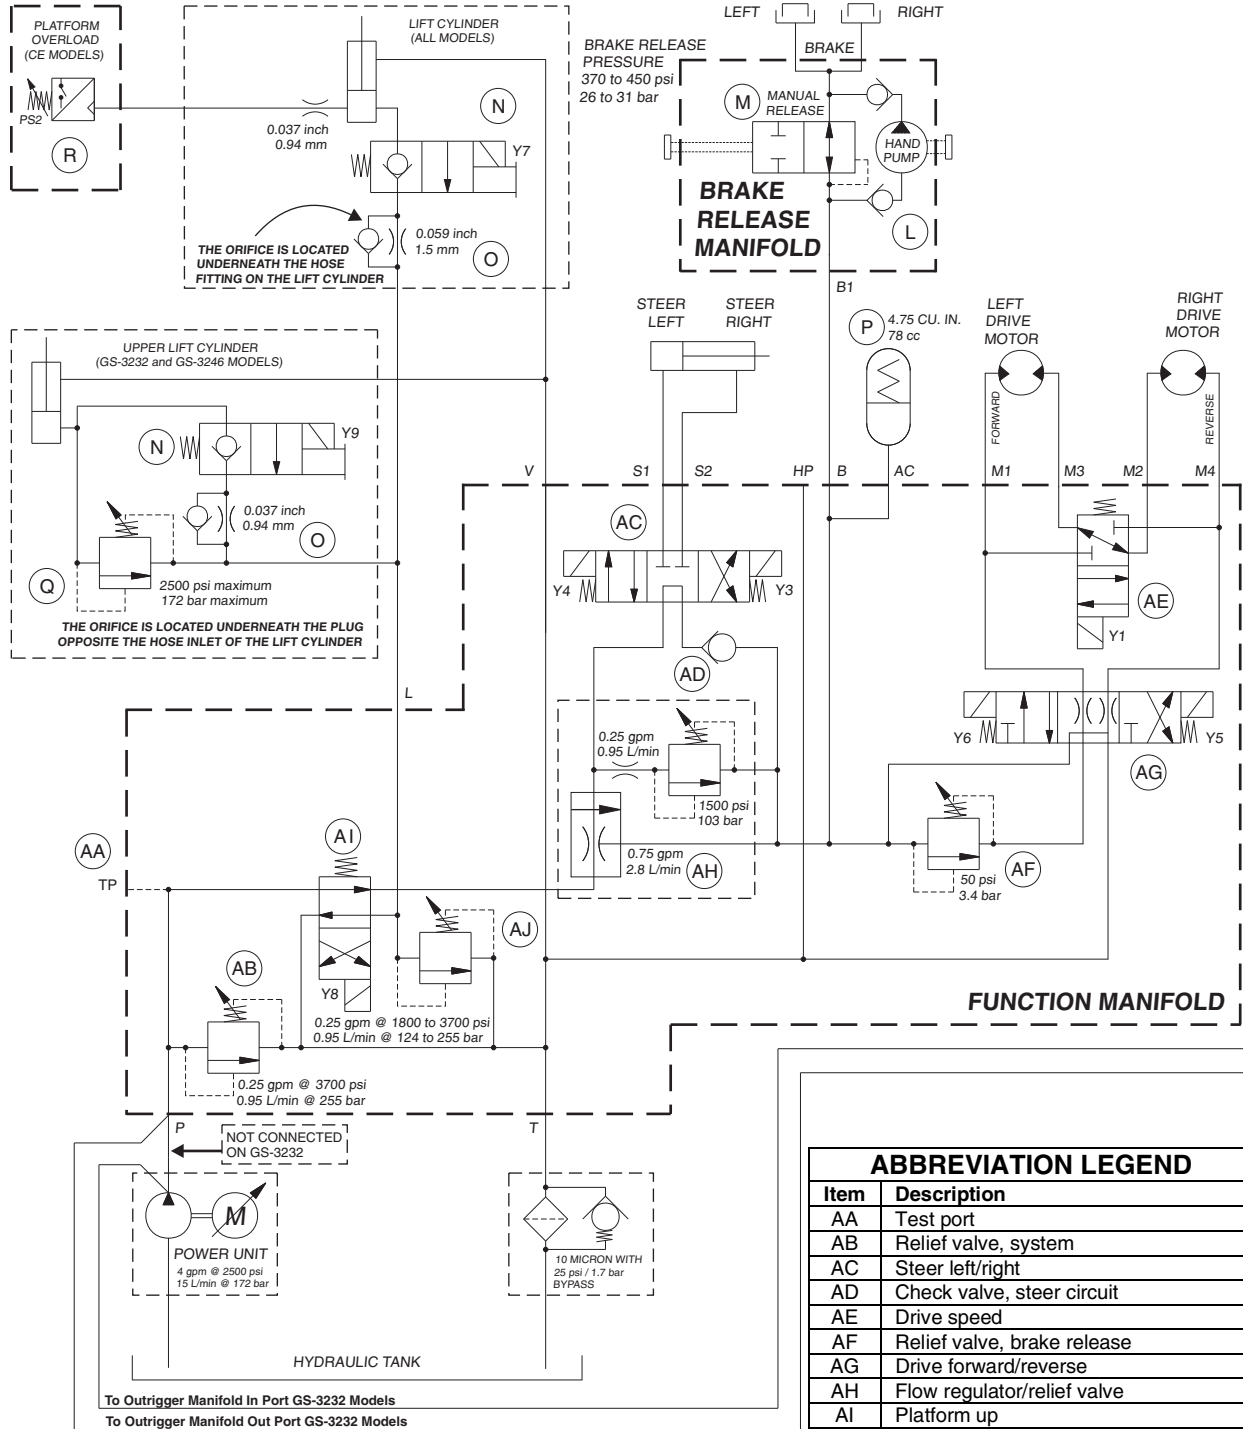 PLATFORM
OVERLOAD
(CE MODELS)
PS2
R
LIFT CYLINDER
(ALL MODELS)
0.037 inch
0.94 mm
N
Y7
0.059 inch
1.5 mm
O
THE ORIFICE IS LOCATED
UNDERNEATH THE HOSE
FITTING ON THE LIFT CYLINDER
LEFT
RIGHT
BRAKE
BRAKE RELEASE
PRESSURE
370 to 450 psi
26 to 31 bar
M
MANUAL
RELEASE
HAND
PUMP
BRAKE
RELEASE
MANIFOLD
L
B1
UPPER LIFT CYLINDER
(GS-3232 and GS-3246 MODELS)
N
Y9
0.037 inch
0.94 mm
O
Q
2500 psi maximum
172 bar maximum
THE ORIFICE IS LOCATED UNDERNEATH THE PLUG
OPPOSITE THE HOSE INLET OF THE LIFT CYLINDER
STEER
LEFT
STEER
RIGHT
P
4.75 CU. IN.
78 cc
LEFT
DRIVE
MOTOR
RIGHT
DRIVE
MOTOR
FORWARD
REVERSE
V
S1
S2
HP
B
AC
M1
M3
M2
M4
AC
Y4
Y3
AE
Y1
AD
L
0.25 gpm
0.95 L/min
1500 psi
103 bar
0.75 gpm
2.8 L/min
AH
Y6
Y5
AG
50 psi
3.4 bar
AF
AA
TP
AI
AJ
AB
Y8
0.25 gpm @ 1800 to 3700 psi
0.95 L/min @ 124 to 255 bar
0.25 gpm @ 3700 psi
0.95 L/min @ 255 bar
FUNCTION MANIFOLD
P
T
NOT CONNECTED
ON GS-3232
M
POWER UNIT
4 gpm @ 2500 psi
15 L/min @ 172 bar
10 MICRON WITH
25 psi / 1.7 bar
BYPASS
HYDRAULIC TANK
To Outrigger Manifold In Port GS-3232 Models
To Outrigger Manifold Out Port GS-3232 Models
ABBREVIATION LEGEND
Item Description
AA Test port
AB Relief valve, system
AC Steer left/right
AD Check valve, steer circuit
AE Drive speed
AF Relief valve, brake release
AG Drive forward/reverse
AH Flow regulator/relief valve
AI Platform up